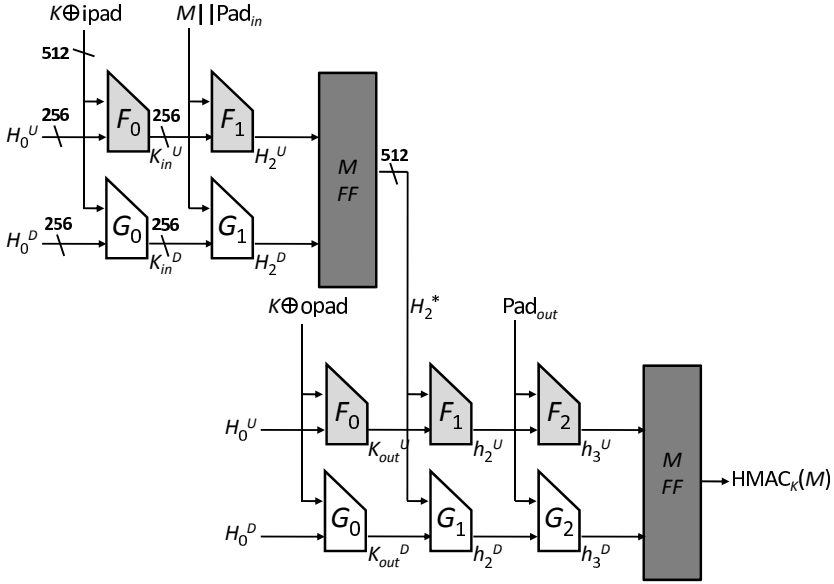 K⊕ipad
M||Pad_in
512
256
256
H_0^U
F_0
F_1
K_in^U
H_2^U
M
FF
512
256
256
H_0^D
G_0
G_1
K_in^D
H_2^D
K⊕opad
H_2*
Pad_out
H_0^U
F_0
F_1
F_2
K_out^U
h_2^U
h_3^U
M
FF
HMAC_K(M)
H_0^D
G_0
G_1
G_2
K_out^D
h_2^D
h_3^D